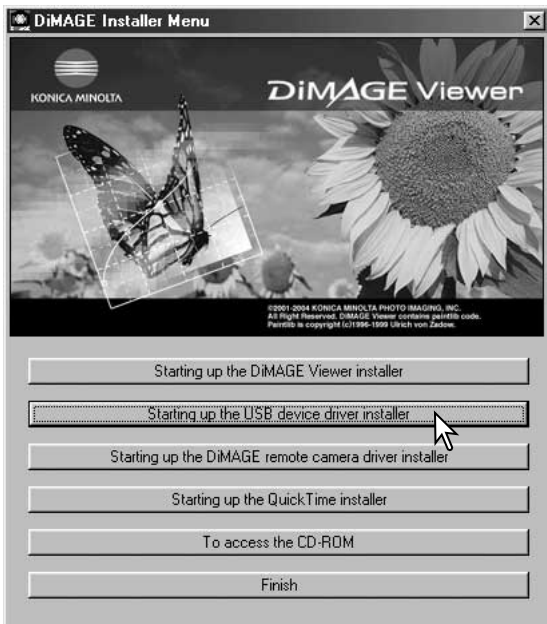 DiMAGE Installer Menu
KONICA MINOLTA
DiMAGE Viewer
©2001-2004 KONICA MINOLTA PHOTO IMAGING, INC.
All Right Reserved. DiMAGE Viewer contains paintlib code.
Paintlib is copyright (c)1996-1999 Ulrich von Zadow.
Starting up the DiMAGE Viewer installer
Starting up the USB device driver installer
Starting up the DiMAGE remote camera driver installer
Starting up the QuickTime installer
To access the CD-ROM
Finish